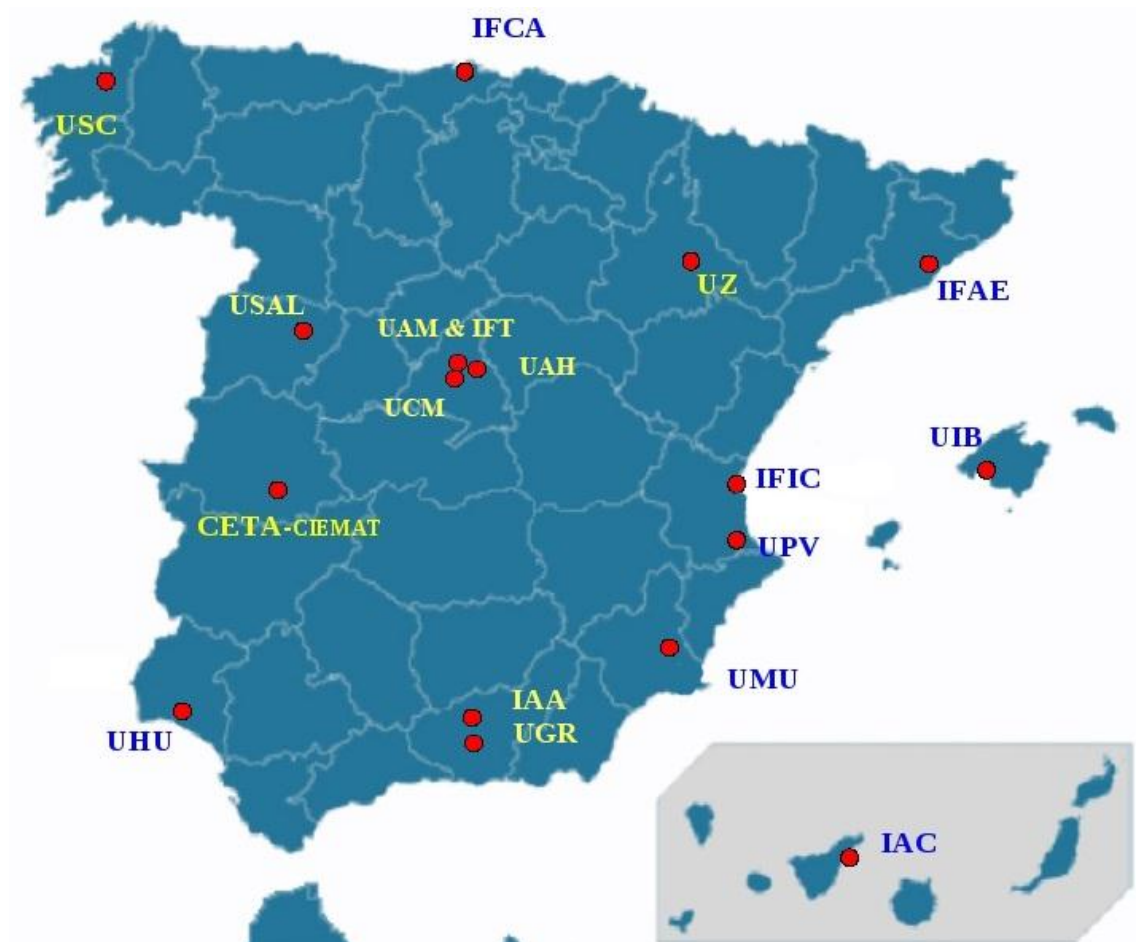 IFCA
USC
UZ
IFAE
USAL
UAM & IFT
UAH
UCM
UIB
IFIC
CETA-CIEMAT
UPV
UMU
IAA
UHU
UGR
IAC